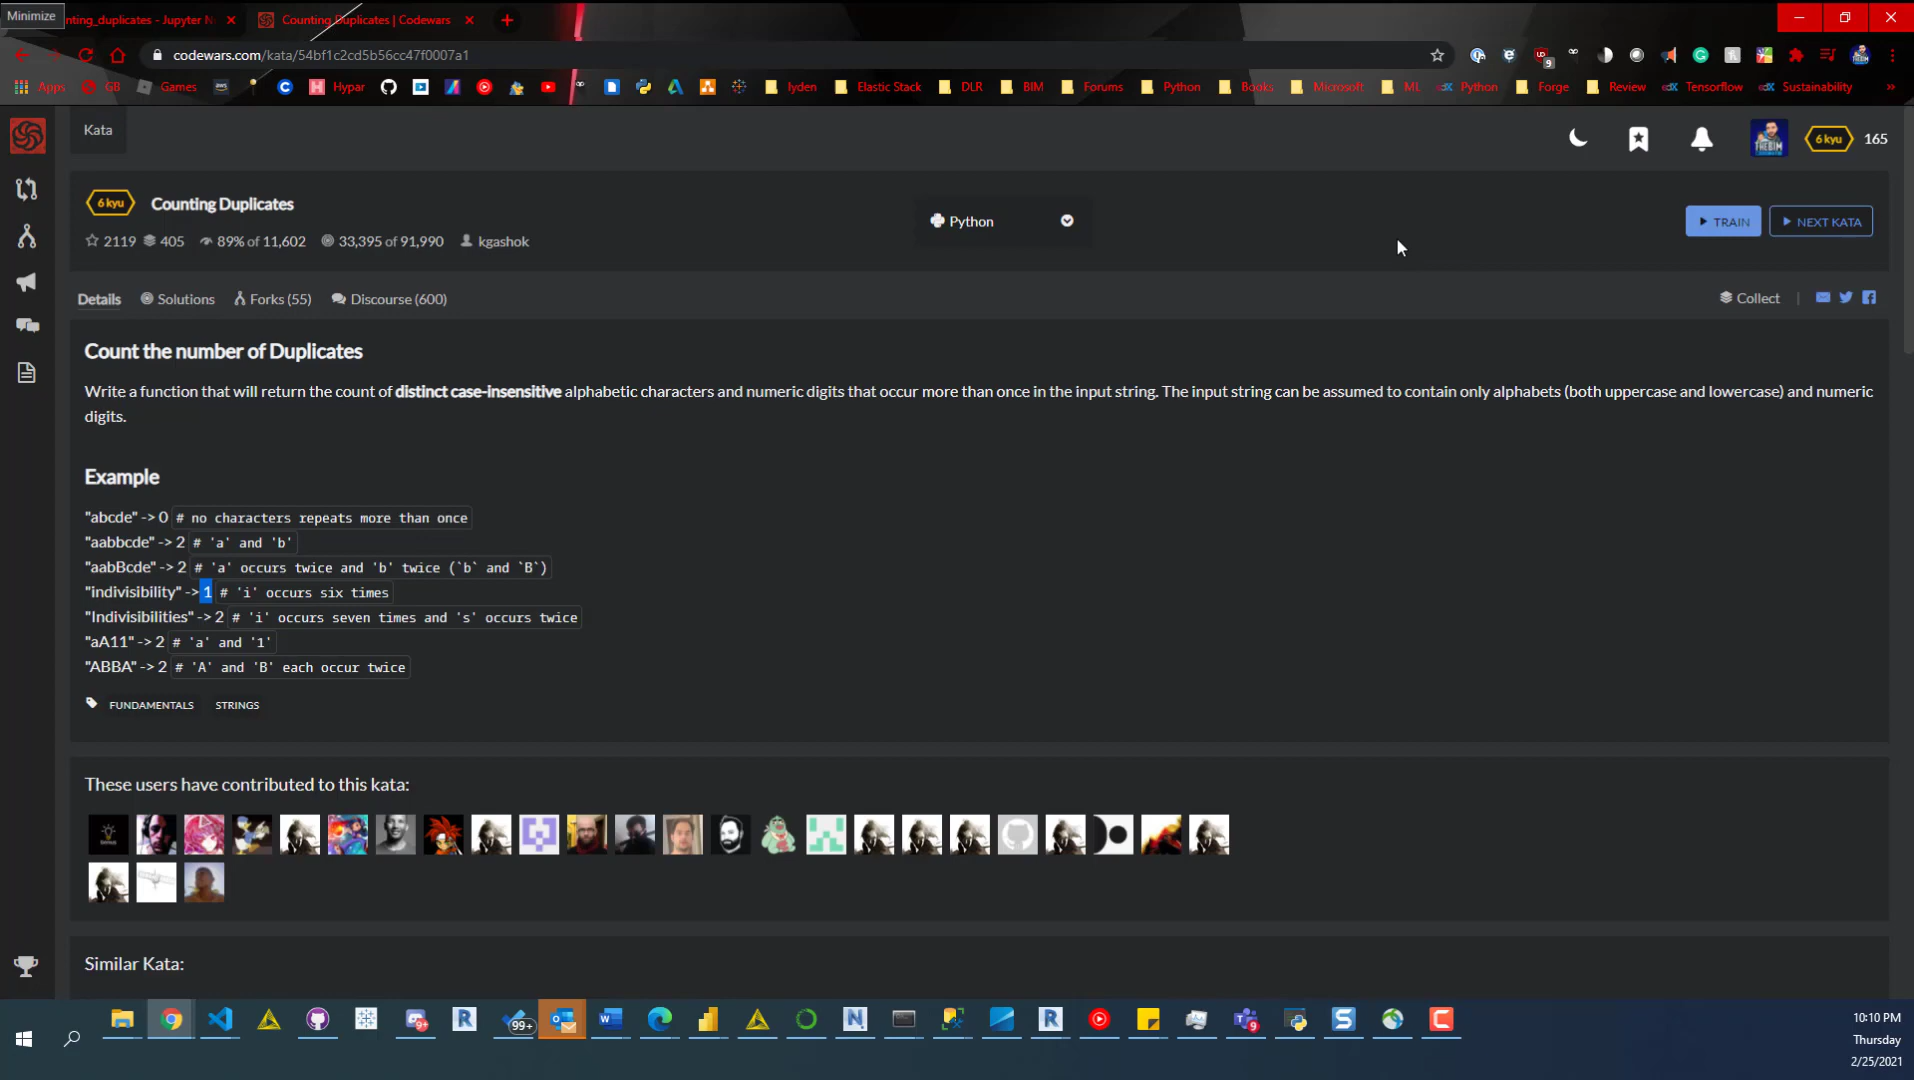 Minimize
nting_duplicates - Jupyter N
Counting Duplicates | Codewars
codewars.com/kata/54bf1c2cd5b56cc47f0007a1
9
Apps
GB
Games
aws
Hypar
lyden
Elastic Stack
DLR
BIM
Forums
Python
Books
Microsoft
ML
Python
Forge
Review
Tensorflow
Sustainability
»
Kata
THEBIM
6 kyu
165
6 kyu
Counting Duplicates
Python
TRAIN
NEXT KATA
2119 405 89% of 11,602 33,395 of 91,990 kgashok
Details Solutions Forks (55) Discourse (600)
Collect
Count the number of Duplicates
Write a function that will return the count of distinct case-insensitive alphabetic characters and numeric digits that occur more than once in the input string. The input string can be assumed to contain only alphabets (both uppercase and lowercase) and numeric
digits.
Example
"abcde" -> 0 # no characters repeats more than once
"aabbcde" -> 2 # 'a' and 'b'
"aabBcde" -> 2 # 'a' occurs twice and 'b' twice (`b` and `B`)
"indivisibility" -> 1 # 'i' occurs six times
"Indivisibilities" -> 2 # 'i' occurs seven times and 's' occurs twice
"aA11" -> 2 # 'a' and '1'
"ABBA" -> 2 # 'A' and 'B' each occur twice
FUNDAMENTALS STRINGS
These users have contributed to this kata:
Similar Kata:
99+
10:10 PM
Thursday
2/25/2021